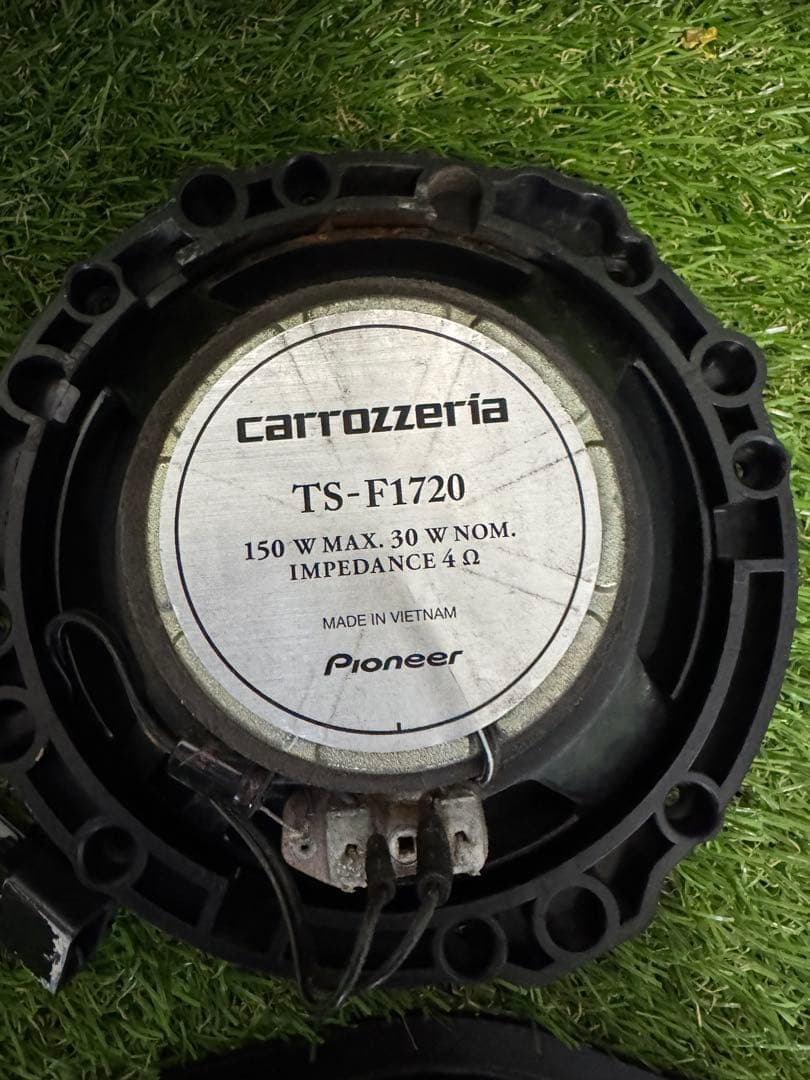 carrozzeria
TS-F1720
150 W MAX. 30 W NOM.
IMPEDANCE 4 Ω
MADE IN VIETNAM
Pioneer